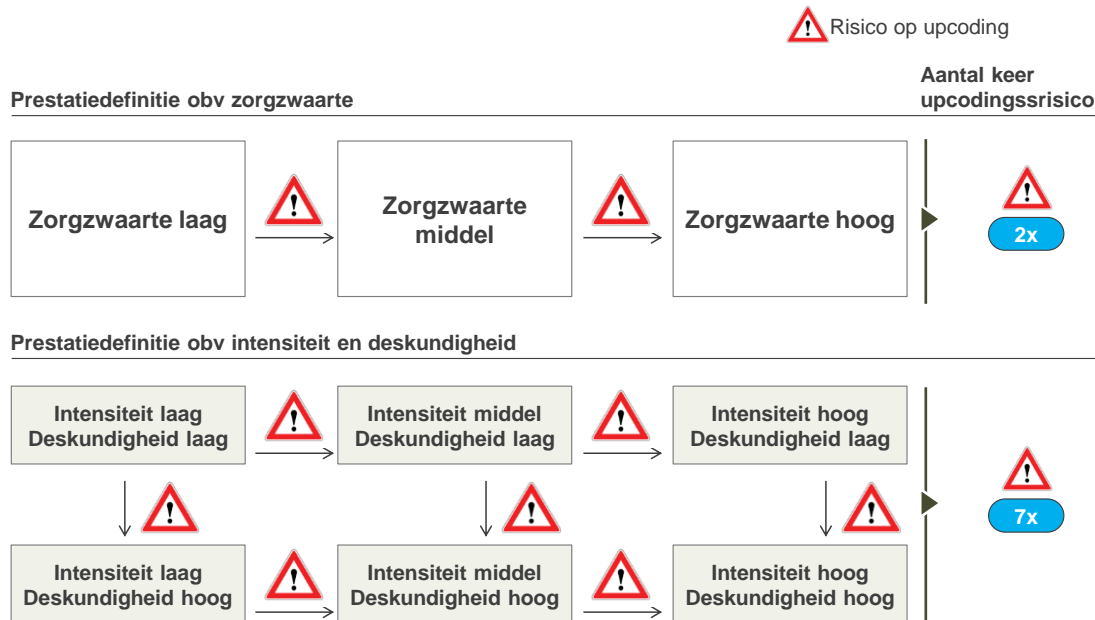 Risico op upcoding
Aantal keer
upcodingssrisico
Prestatiedefinitie obv zorgzwaarte
Zorgzwaarte laag
Zorgzwaarte
middel
Zorgzwaarte hoog
2x
Prestatiedefinitie obv intensiteit en deskundigheid
Intensiteit laag
Deskundigheid laag
Intensiteit middel
Deskundigheid laag
Intensiteit hoog
Deskundigheid laag
7x
Intensiteit laag
Deskundigheid hoog
Intensiteit middel
Deskundigheid hoog
Intensiteit hoog
Deskundigheid hoog